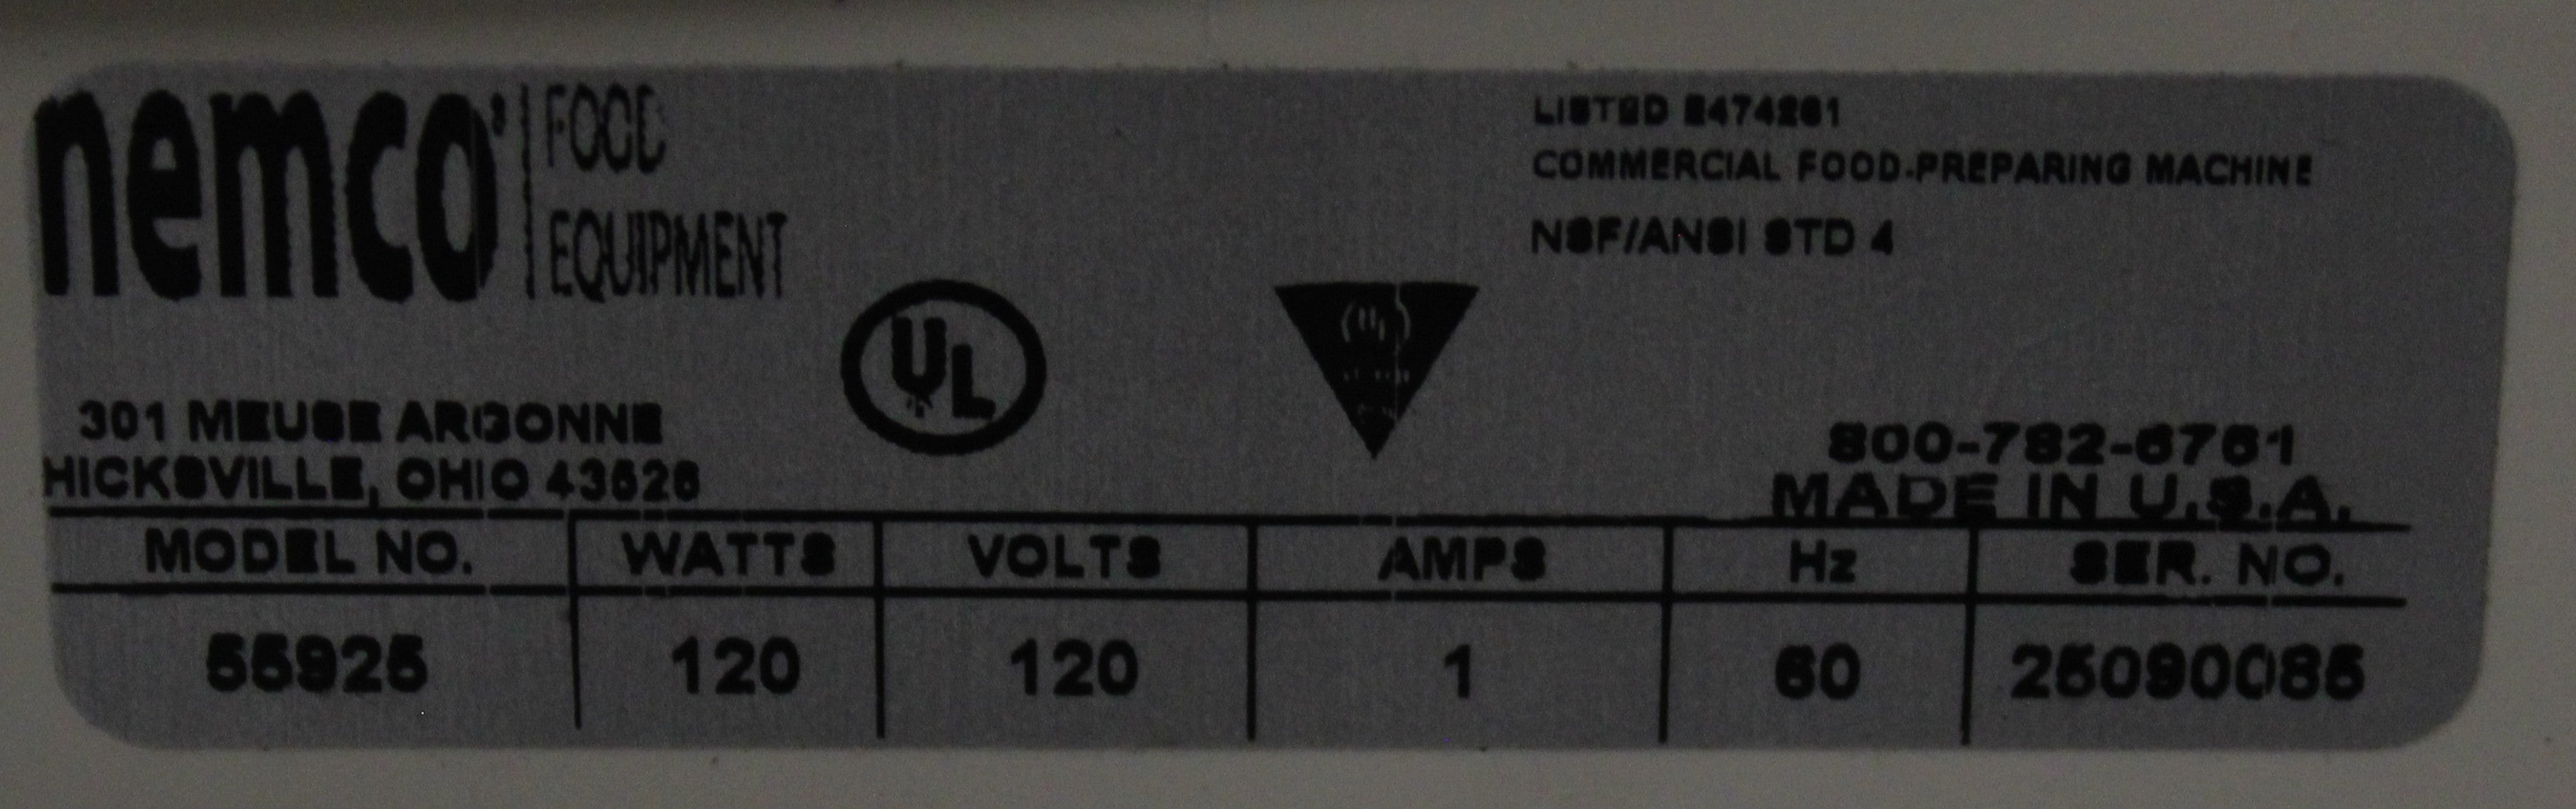 nemco FOOD
EQUIPMENT
LISTED E474281
COMMERCIAL FOOD-PREPARING MACHINE
NSF/ANSI STD 4
UL
301 MEUSE ARGONNE
HICKSVILLE, OHIO 43526
800-782-6761
MADE IN U.S.A.
MODEL NO. WATTS VOLTS AMPS Hz SER. NO.
55925 120 120 1 60 25090085